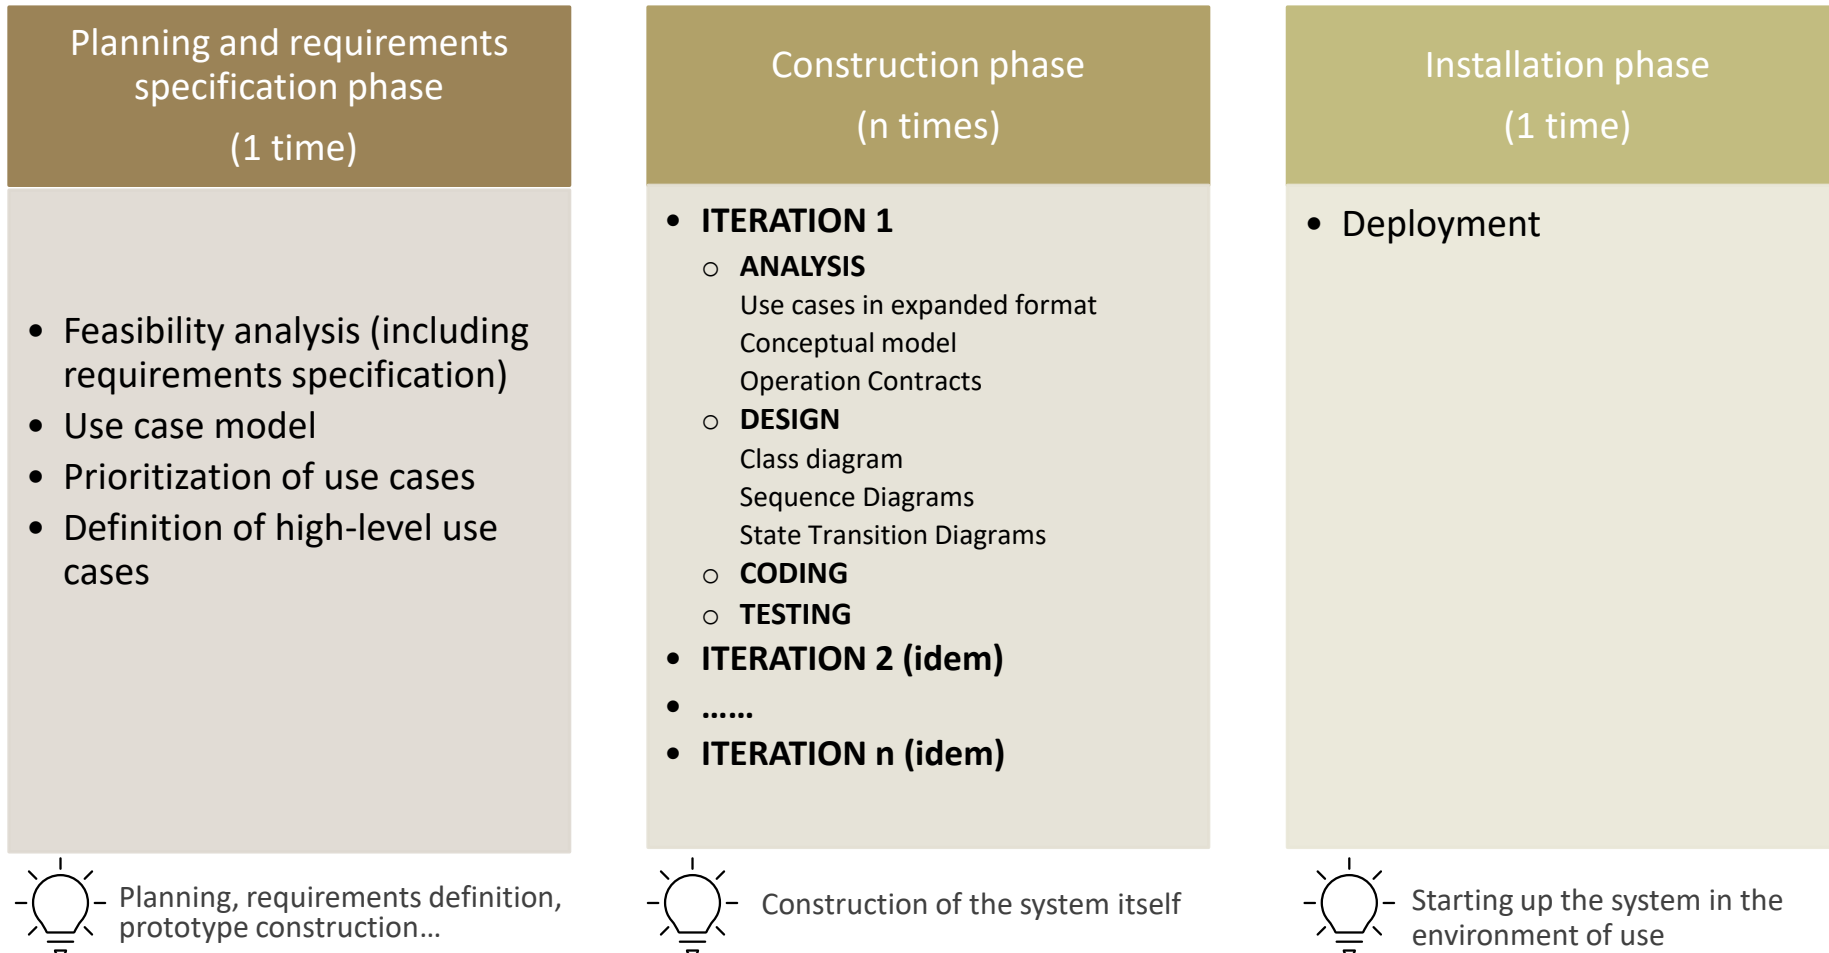 Planning and requirements
specification phase
(1 time)
• Feasibility analysis (including
requirements specification)
• Use case model
• Prioritization of use cases
• Definition of high-level use
cases
Planning, requirements definition,
prototype construction...
Construction phase
(n times)
• ITERATION 1
o ANALYSIS
Use cases in expanded format
Conceptual model
Operation Contracts
o DESIGN
Class diagram
Sequence Diagrams
State Transition Diagrams
o CODING
o TESTING
• ITERATION 2 (idem)
• ......
• ITERATION n (idem)
Construction of the system itself
Installation phase
(1 time)
• Deployment
Starting up the system in the
environment of use